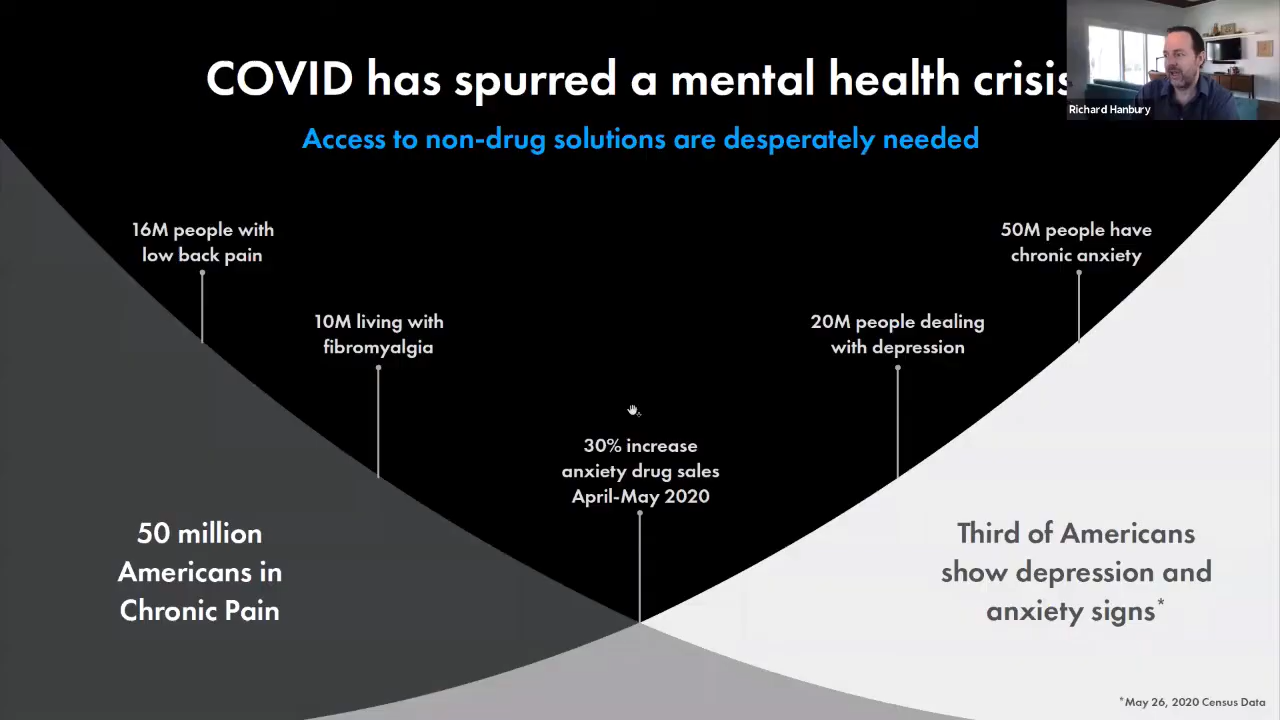 COVID has spurred a mental health crisis
Access to non-drug solutions are desperately needed
Richard Hanbury
16M people with
low back pain
10M living with
fibromyalgia
30% increase
anxiety drug sales
April-May 2020
20M people dealing
with depression
50M people have
chronic anxiety
50 million
Americans in
Chronic Pain
Third of Americans
show depression and
anxiety signs*
*May 26, 2020 Census Data